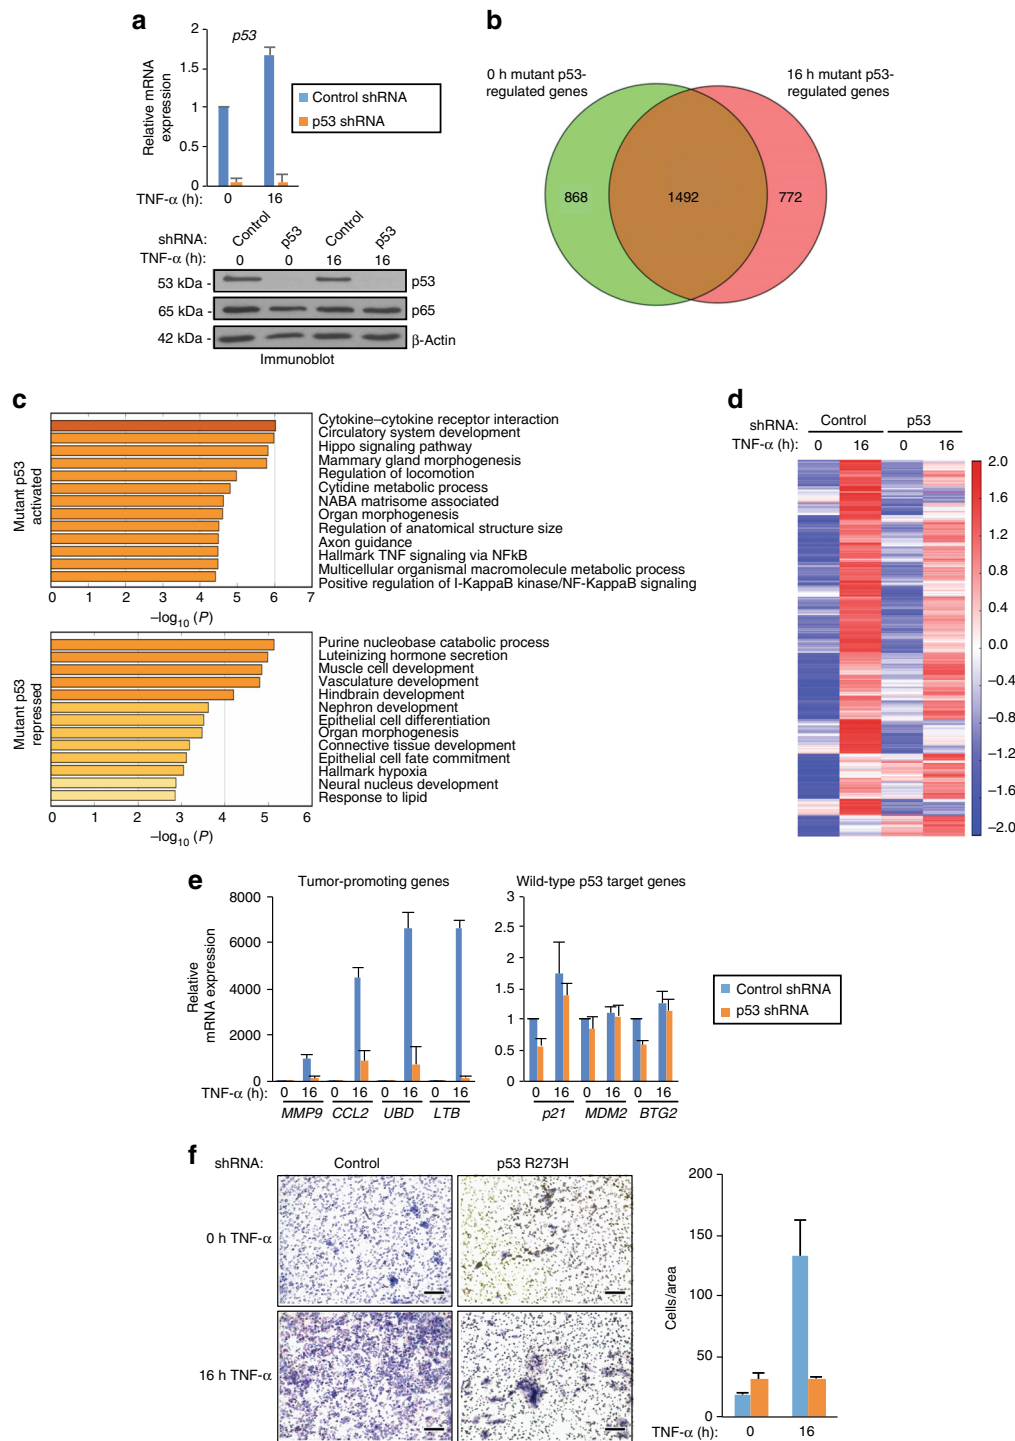 a
p53
Relative mRNA
expression
2
1.5
1
0.5
0
Control shRNA
p53 shRNA
TNF-α (h):
0
16
shRNA:
Control
p53
Control
p53
TNF-α (h):
0
0
16
16
53 kDa -
p53
65 kDa -
p65
42 kDa -
β-Actin
Immunoblot
b
0 h mutant p53-
regulated genes
16 h mutant p53-
regulated genes
868
1492
772
c
Mutant p53
activated
Cytokine–cytokine receptor interaction
Circulatory system development
Hippo signaling pathway
Mammary gland morphogenesis
Regulation of locomotion
Cytidine metabolic process
NABA matrisome associated
Organ morphogenesis
Regulation of anatomical structure size
Axon guidance
Hallmark TNF signaling via NFkB
Multicellular organismal macromolecule metabolic process
Positive regulation of I-KappaB kinase/NF-KappaB signaling
0 1 2 3 4 5 6 7
–log10 (P)
Mutant p53
repressed
Purine nucleobase catabolic process
Luteinizing hormone secretion
Muscle cell development
Vasculature development
Hindbrain development
Nephron development
Epithelial cell differentiation
Organ morphogenesis
Connective tissue development
Epithelial cell fate commitment
Hallmark hypoxia
Neural nucleus development
Response to lipid
0 1 2 3 4 5 6
–log10 (P)
d
shRNA:
Control
p53
TNF-α (h):
0
16
0
16
2.0
1.6
1.2
0.8
0.4
0.0
–0.4
–0.8
–1.2
–1.6
–2.0
e
Tumor-promoting genes
Relative
mRNA expression
8000
6000
4000
2000
0
TNF-α (h):
0 16 0 16 0 16 0 16
MMP9 CCL2 UBD LTB
Wild-type p53 target genes
3
2.5
2
1.5
1
0.5
0
0 16 0 16 0 16
p21 MDM2 BTG2
Control shRNA
p53 shRNA
f
shRNA:
Control
p53 R273H
0 h TNF-α
16 h TNF-α
Cells/area
200
150
100
50
0
TNF-α (h):
0
16